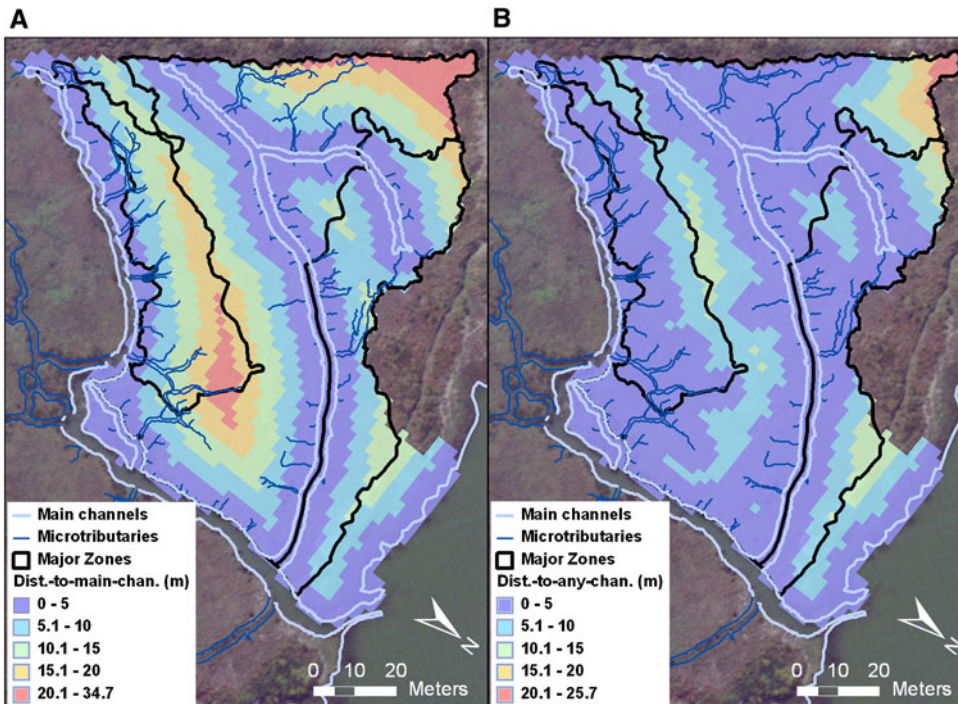 A
B
Main channels
Microtributaries
Major Zones
Dist.-to-main-chan. (m)
0 - 5
5.1 - 10
10.1 - 15
15.1 - 20
20.1 - 34.7
N
0 10 20
Meters
Main channels
Microtributaries
Major Zones
Dist.-to-any-chan. (m)
0 - 5
5.1 - 10
10.1 - 15
15.1 - 20
20.1 - 25.7
N
0 10 20
Meters